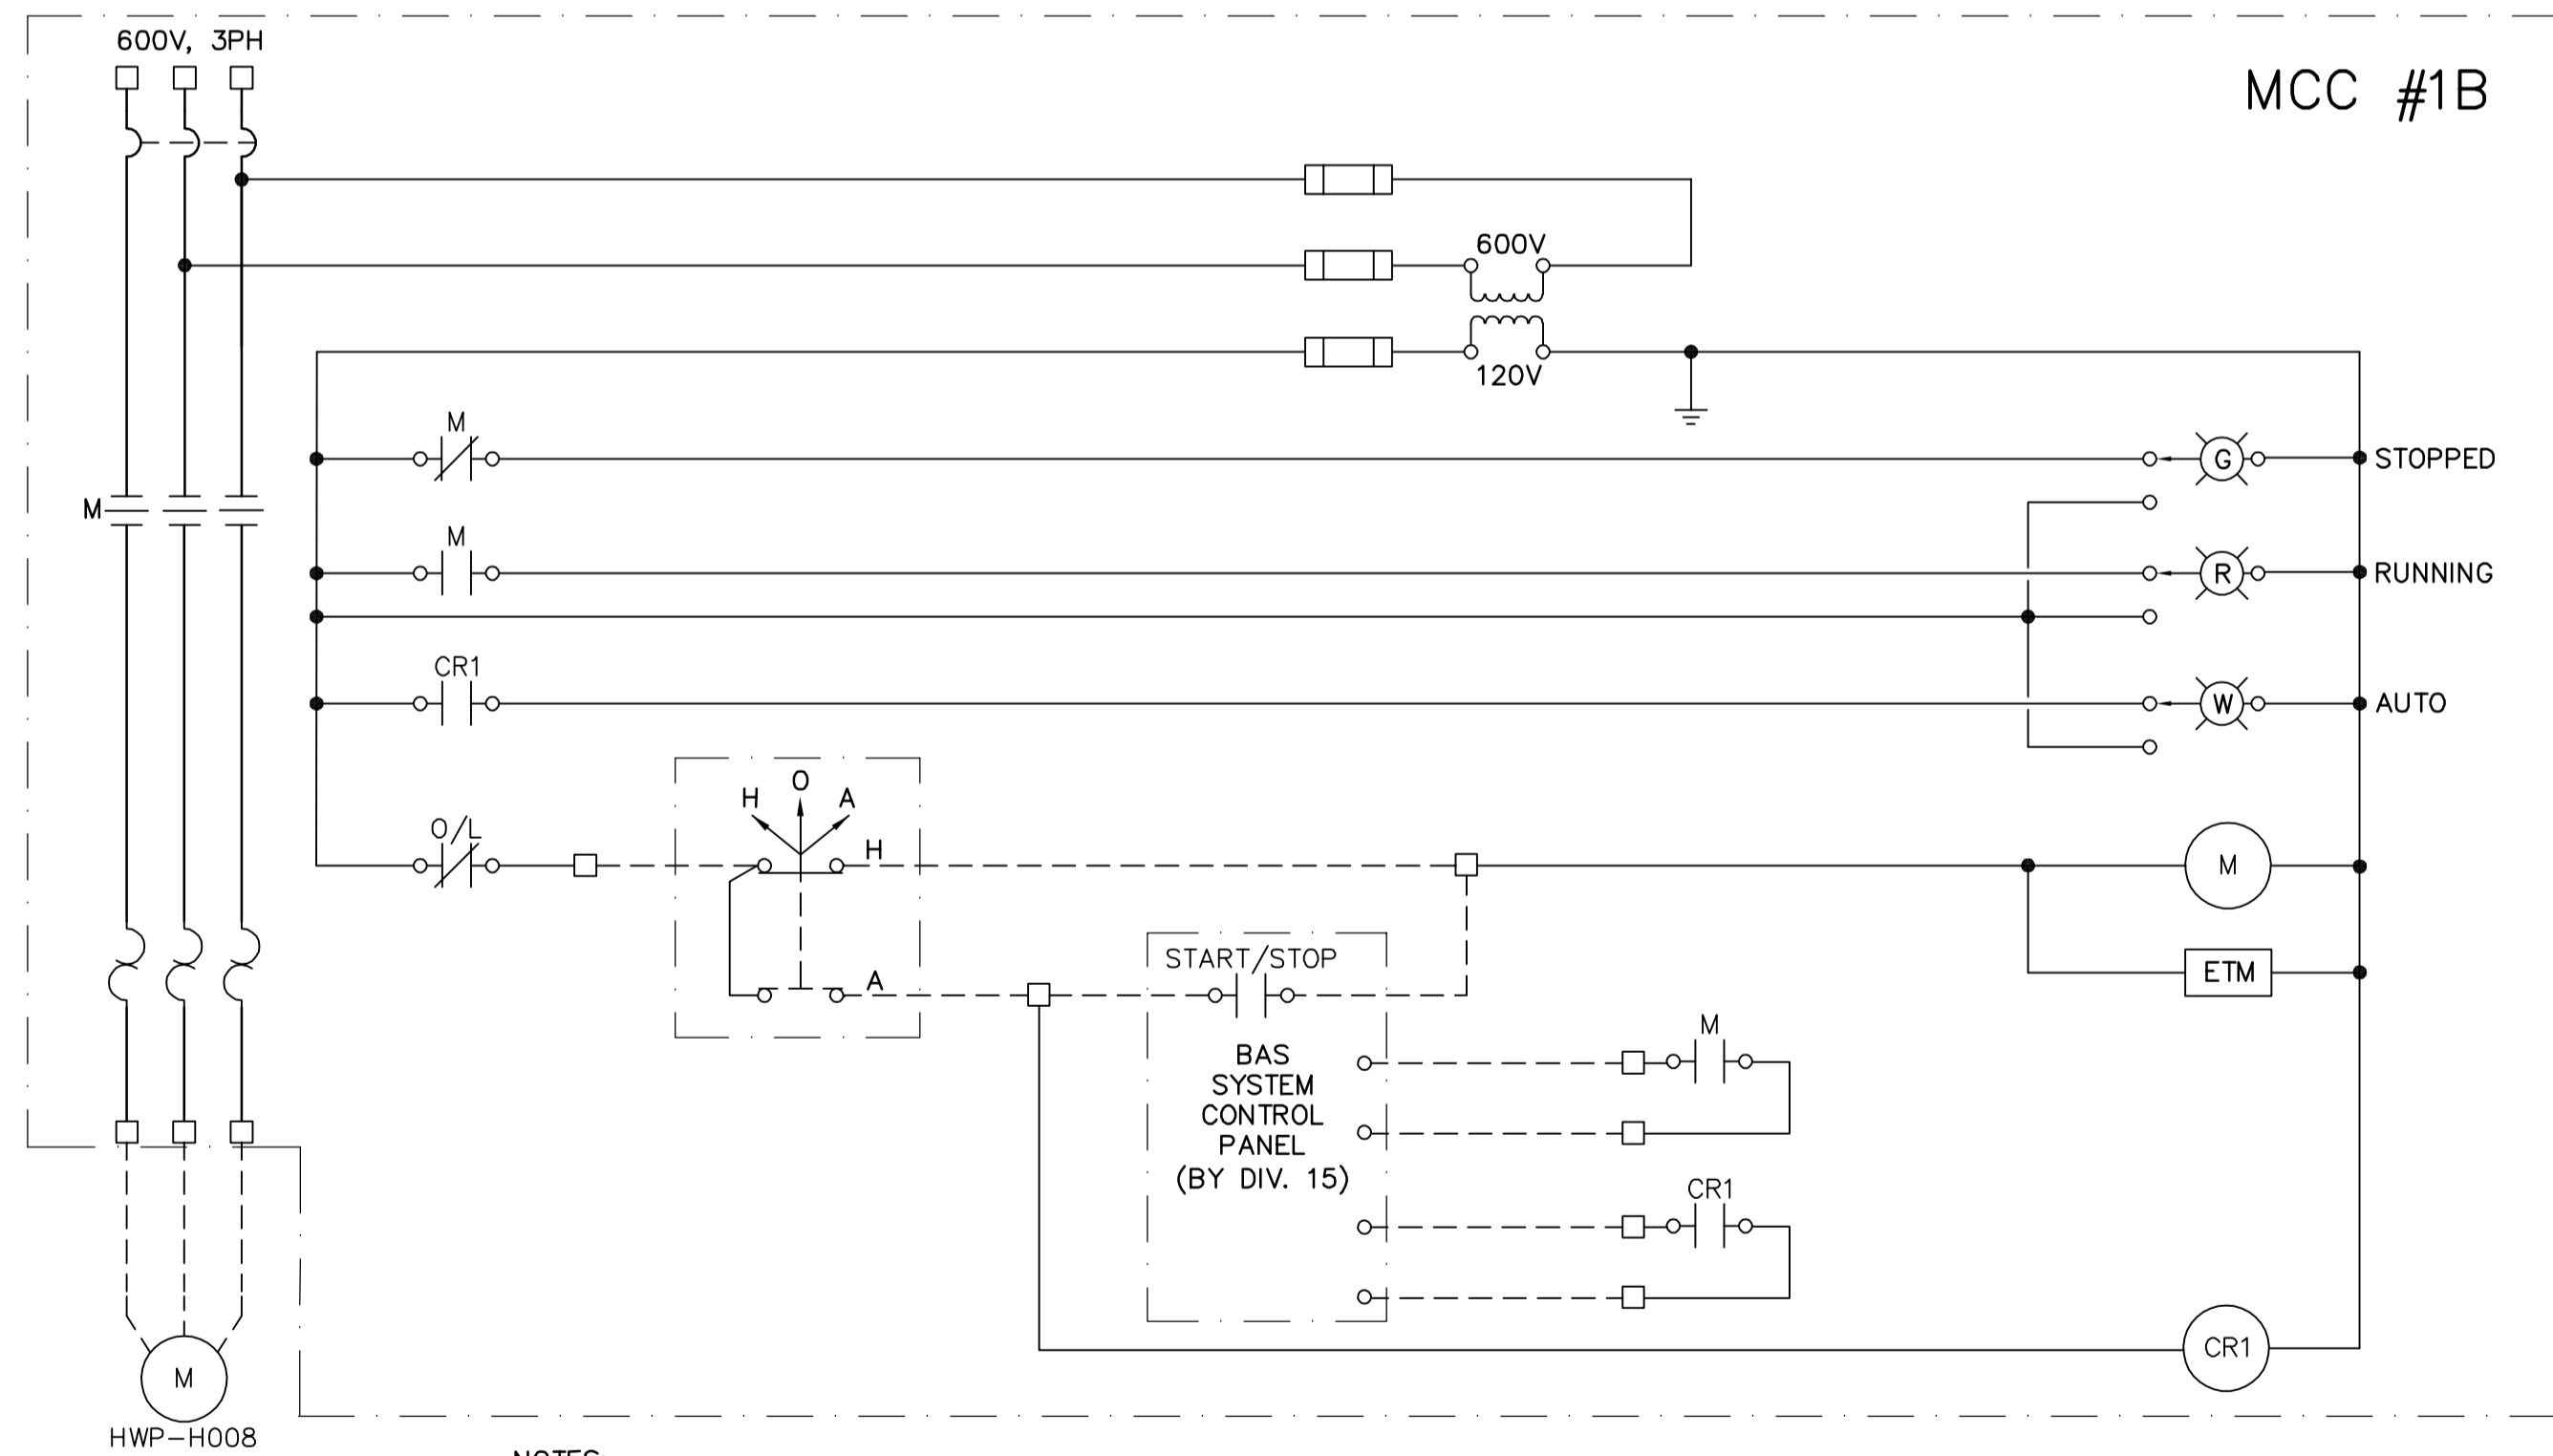 600V, 3PH
MCC #1B
600V
120V
M
G
STOPPED
M
M
R
RUNNING
CR1
W
AUTO
H
O
A
O/L
H
M
A
START/STOP
ETM
BAS
SYSTEM
CONTROL
PANEL
(BY DIV. 15)
M
CR1
CR1
M
HWP-H008
NOTES: